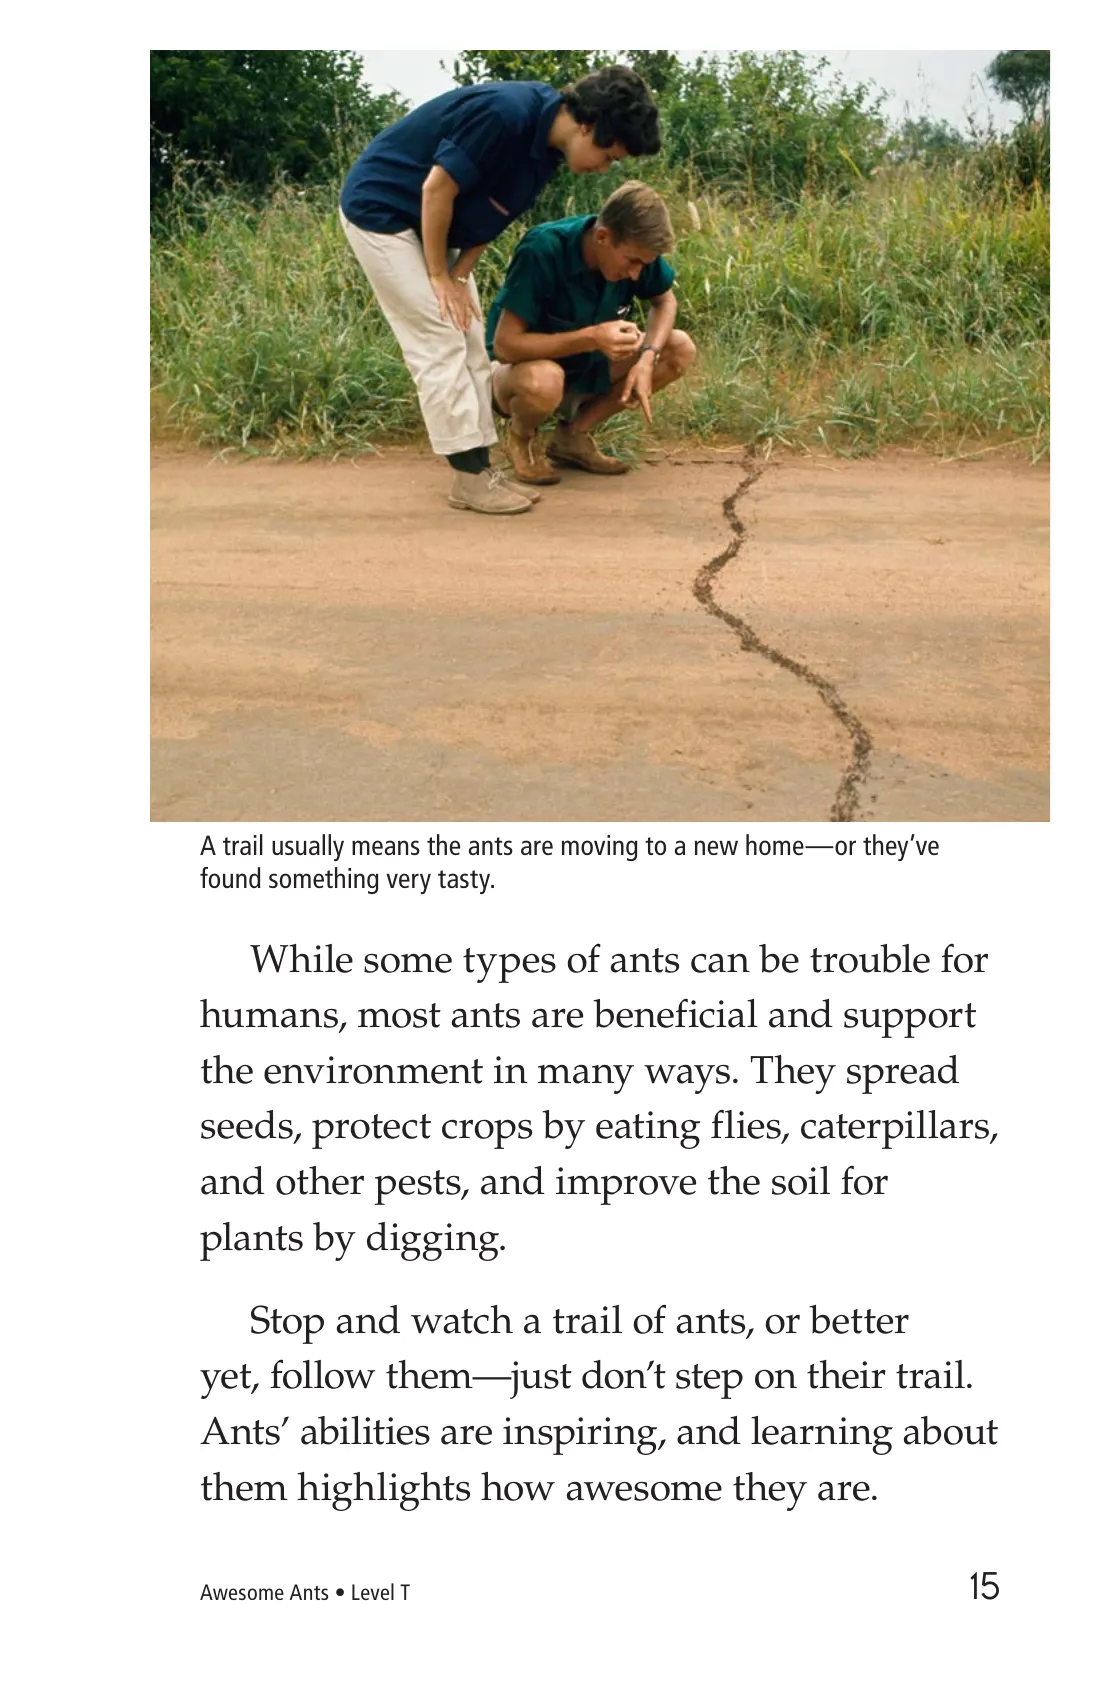 A trail usually means the ants are moving to a new home—or they’ve
found something very tasty.
While some types of ants can be trouble for
humans, most ants are beneficial and support
the environment in many ways. They spread
seeds, protect crops by eating flies, caterpillars,
and other pests, and improve the soil for
plants by digging.
Stop and watch a trail of ants, or better
yet, follow them—just don’t step on their trail.
Ants’ abilities are inspiring, and learning about
them highlights how awesome they are.
Awesome Ants • Level T
15